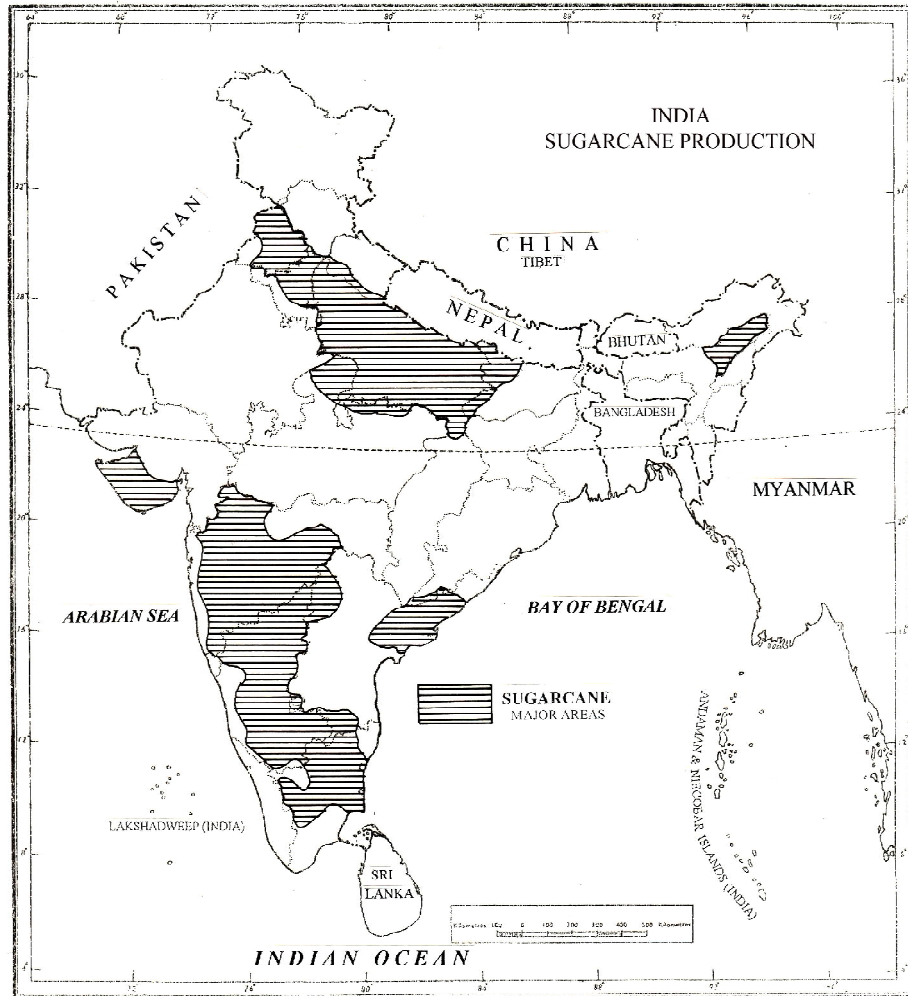 INDIA
SUGARCANE PRODUCTION
PAKISTAN
CHINA
TIBET
NEPAL
BHUTAN
BANGLADESH
MYANMAR
ARABIAN SEA
BAY OF BENGAL
SUGARCANE
MAJOR AREAS
ANDAMAN & NIECOBAR ISLANDS (INDIA)
LAKSHADWEEP (INDIA)
SRI
LANKA
INDIAN OCEAN